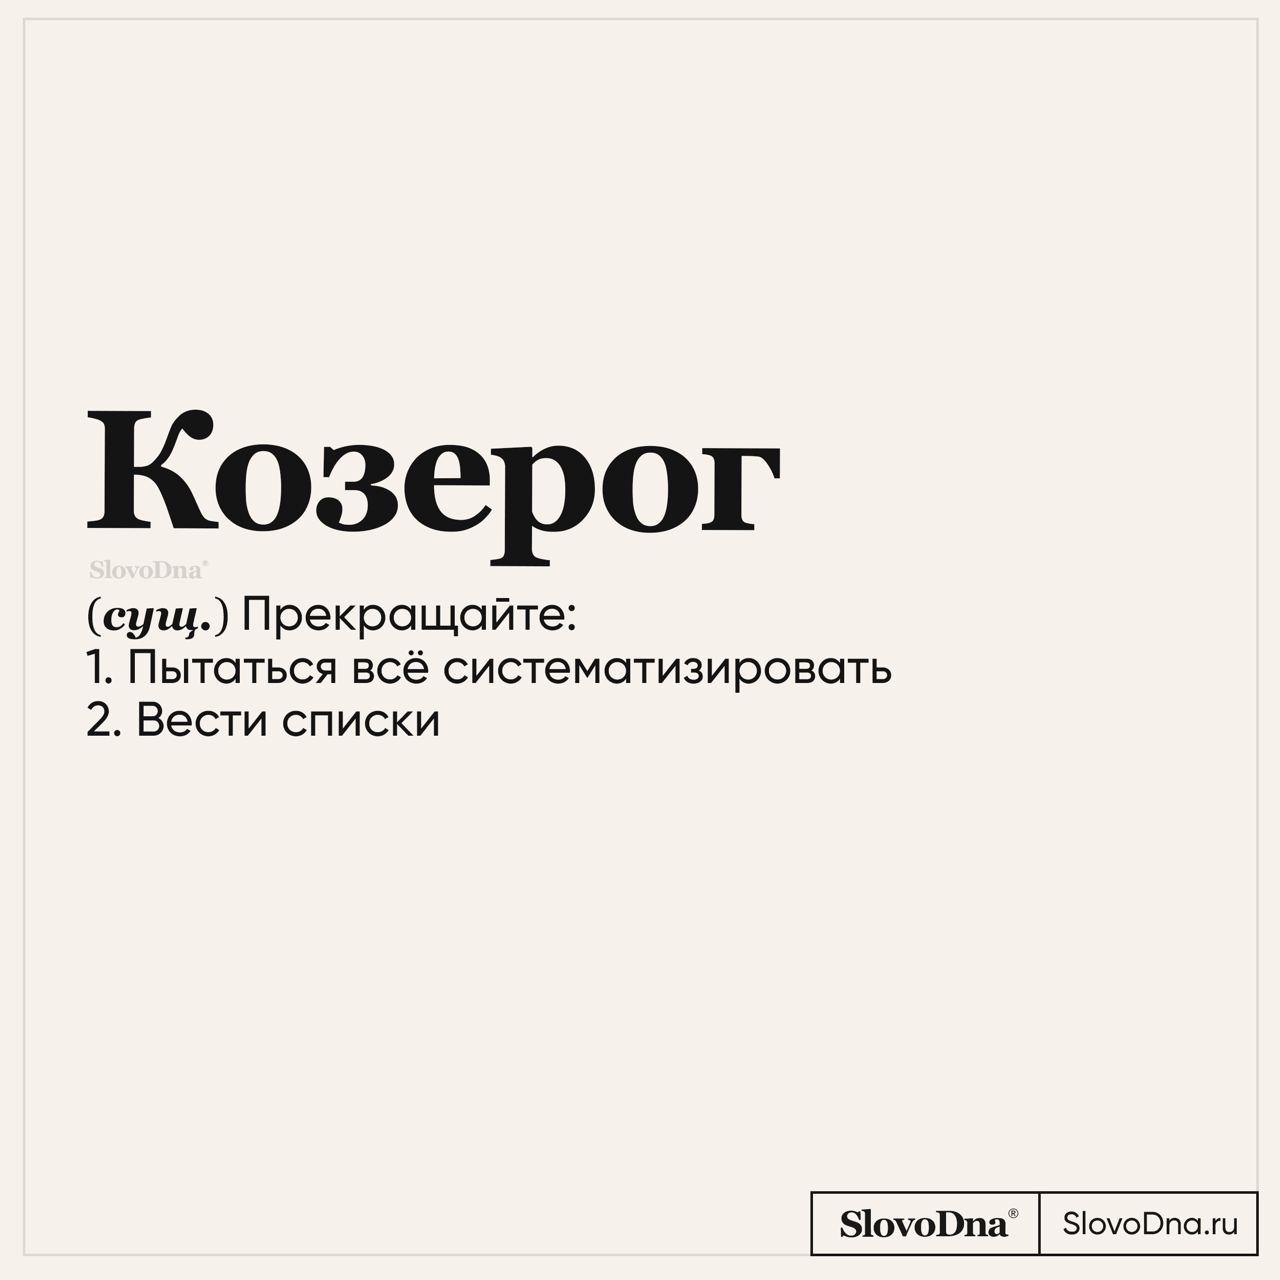 Козерог
SlovoDna®
(сущ.) Прекращайте:
1. Пытаться всё систематизировать
2. Вести списки
SlovoDna® SlovoDna.ru